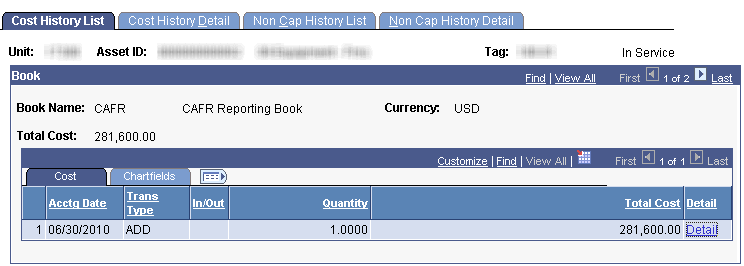 Cost History List Cost History Detail Non Cap History List Non Cap History Detail
Unit: Asset ID: Tag: In Service
Book Find | View All First 1 of 2 Last
Book Name: CAFR CAFR Reporting Book Currency: USD
Total Cost: 281,600.00
Customize | Find | View All | First 1 of 1 Last
Cost Chartfields
Acctg Date Trans Type In/Out Quantity Total Cost Detail
1 06/30/2010 ADD 1.0000 281,600.00 Detail